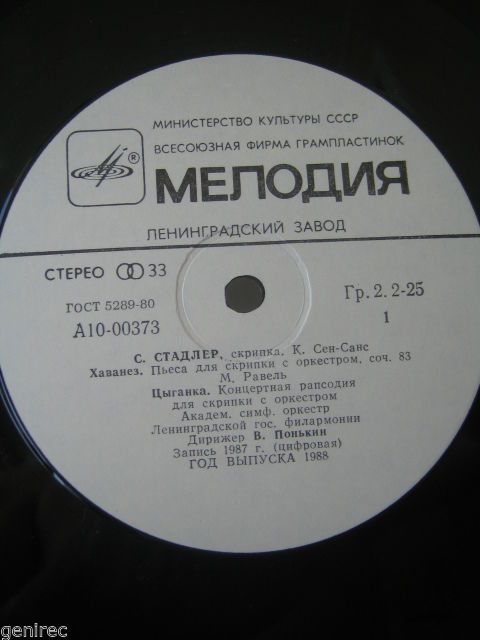 МИНИСТЕРСТВО КУЛЬТУРЫ СССР
ВСЕСОЮЗНАЯ ФИРМА ГРАМПЛАСТИНОК
®
МЕЛОДИЯ
ЛЕНИНГРАДСКИЙ ЗАВОД
СТЕРЕО 33
ГОСТ 5289-80
Гр. 2. 2-25
А10-00373
1
С. СТАДЛЕР, скрипка. К. Сен-Санс
Хаванез. Пьеса для скрипки с оркестром, соч. 83
М. Равель
Цыганка. Концертная рапсодия
для скрипки с оркестром
Академ. симф. оркестр
Ленинградской гос. филармонии
Дирижер В. Понькин
Запись 1987 г. (цифровая)
ГОД ВЫПУСКА 1988
genirec